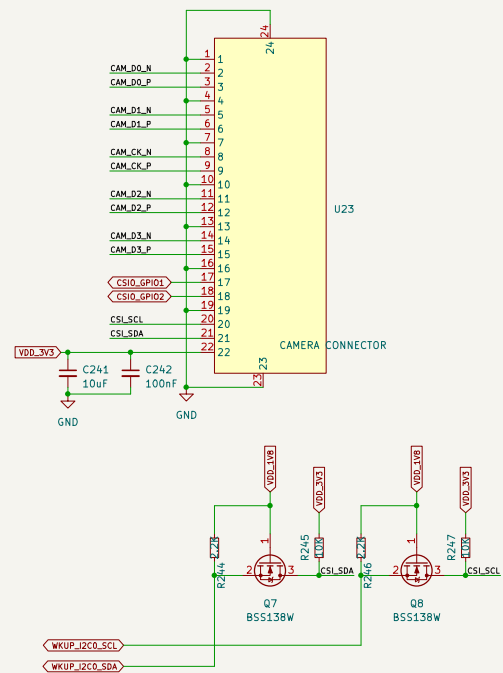 24
24
1 1
CAM_D0_N 2 2
CAM_D0_P 3 3
4 4
CAM_D1_N 5 5
CAM_D1_P 6 6
7 7
CAM_CK_N 8 8
CAM_CK_P 9 9
10 10
CAM_D2_N 11 11
CAM_D2_P 12 12
U23
13 13
CAM_D3_N 14 14
CAM_D3_P 15 15
16 16
CSI0_GPIO1 17 17
CSI0_GPIO2 18 18
19 19
CSI_SCL 20 20
CSI_SDA 21 21
CAMERA CONNECTOR
VDD_3V3 22 22
23
23
C241
10uF
C242
100nF
GND
GND
VDD_1V8
VDD_3V3
VDD_1V8
VDD_3V3
2.2K
R244
1
2 3
R245
10K
CSI_SDA
2.2K
R246
1
2 3
R247
10K
CSI_SCL
Q7
BSS138W
Q8
BSS138W
WKUP_I2C0_SCL
WKUP_I2C0_SDA